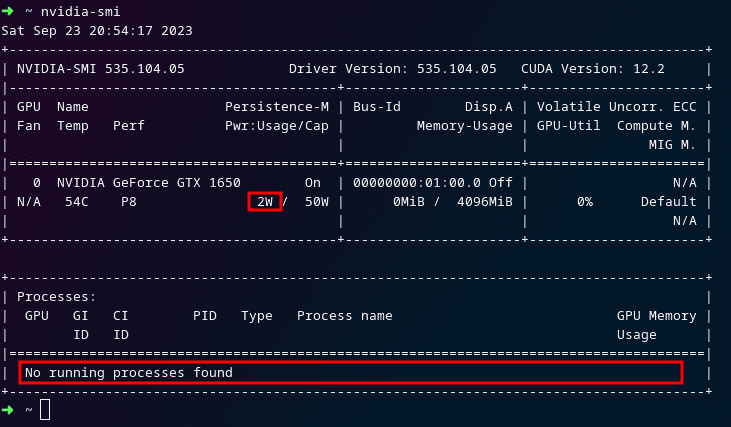 ➜ ~ nvidia-smi
Sat Sep 23 20:54:17 2023
+---------------------------------------------------------------------------------------+
| NVIDIA-SMI 535.104.05             Driver Version: 535.104.05   CUDA Version: 12.2     |
|-----------------------------------------+----------------------+----------------------+
| GPU  Name                 Persistence-M | Bus-Id        Disp.A | Volatile Uncorr. ECC |
| Fan  Temp   Perf          Pwr:Usage/Cap |         Memory-Usage | GPU-Util  Compute M. |
|                                         |                      |               MIG M. |
|=========================================+======================+======================|
|   0  NVIDIA GeForce GTX 1650        On  | 00000000:01:00.0 Off |                  N/A |
| N/A   54C    P8               2W /  50W |      0MiB /  4096MiB |      0%      Default |
|                                         |                      |                  N/A |
+-----------------------------------------+----------------------+----------------------+
+---------------------------------------------------------------------------------------+
| Processes:                                                                            |
|  GPU   GI   CI        PID   Type   Process name                            GPU Memory |
|        ID   ID                                                             Usage      |
|=======================================================================================|
|  No running processes found                                                           |
+---------------------------------------------------------------------------------------+
➜ ~